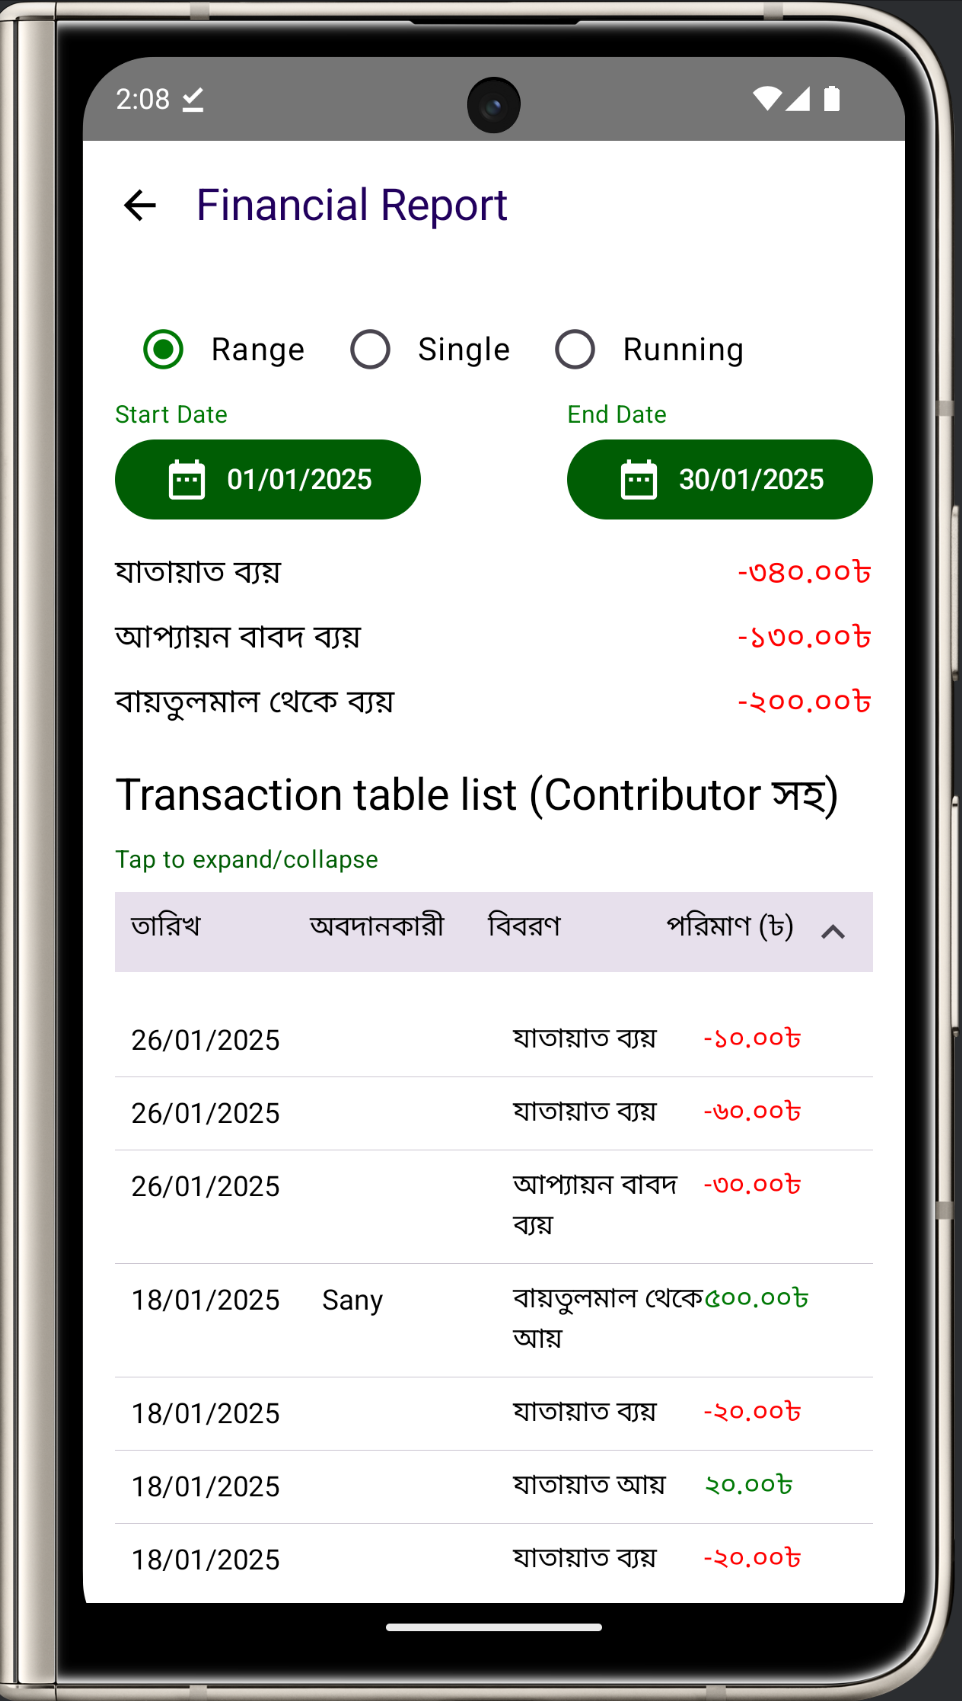 2:08
Financial Report
Range Single Running
Start Date End Date
01/01/2025 30/01/2025
যাতায়াত ব্যয় -৩৪০.০০৳
আপ্যায়ন বাবদ ব্যয় -১৩০.০০৳
বায়তুলমাল থেকে ব্যয় -২০০.০০৳
Transaction table list (Contributor সহ)
Tap to expand/collapse
তারিখ অবদানকারী বিবরণ পরিমাণ (৳)
26/01/2025 যাতায়াত ব্যয় -১০.০০৳
26/01/2025 যাতায়াত ব্যয় -৬০.০০৳
26/01/2025 আপ্যায়ন বাবদ -৩০.০০৳
ব্যয়
18/01/2025 Sany বায়তুলমাল থেকে ৫০০.০০৳
আয়
18/01/2025 যাতায়াত ব্যয় -২০.০০৳
18/01/2025 যাতায়াত আয় ২০.০০৳
18/01/2025 যাতায়াত ব্যয় -২০.০০৳